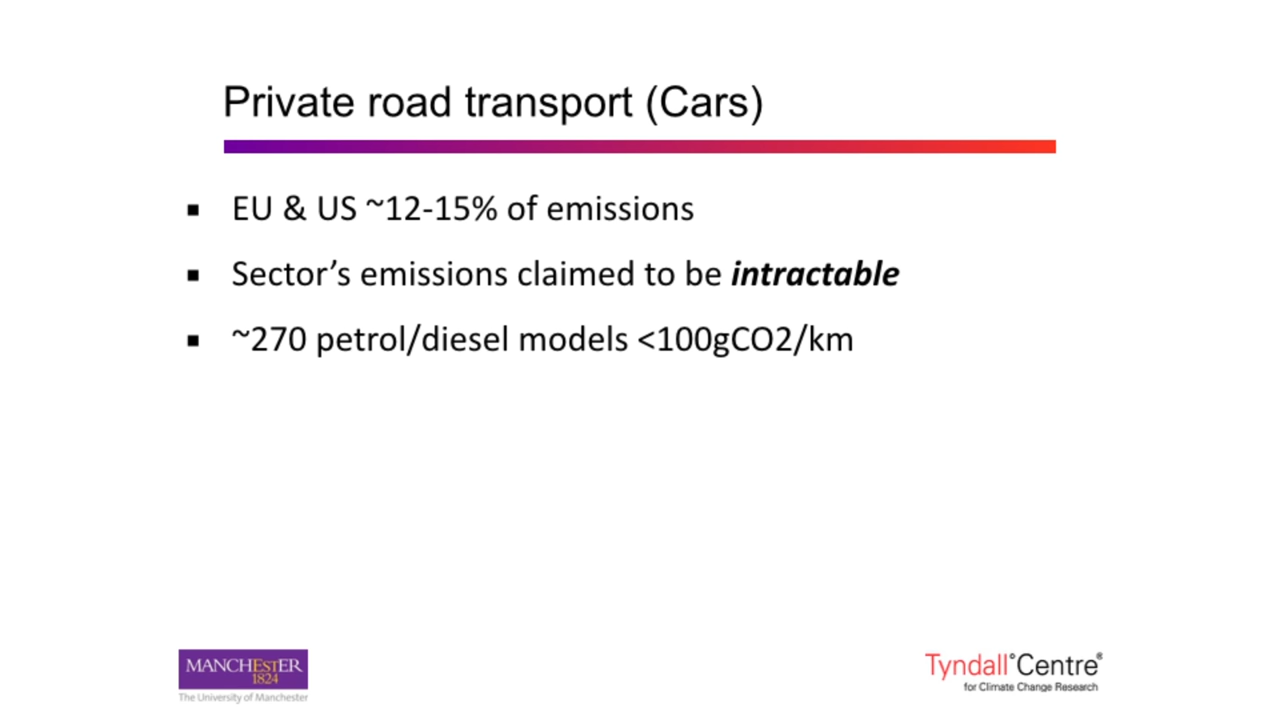 Private road transport (Cars)
▪ EU & US ~12-15% of emissions
▪ Sector’s emissions claimed to be intractable
▪ ~270 petrol/diesel models <100gCO2/km
MANCHESTER
1824
The University of Manchester
Tyndall°Centre®
for Climate Change Research